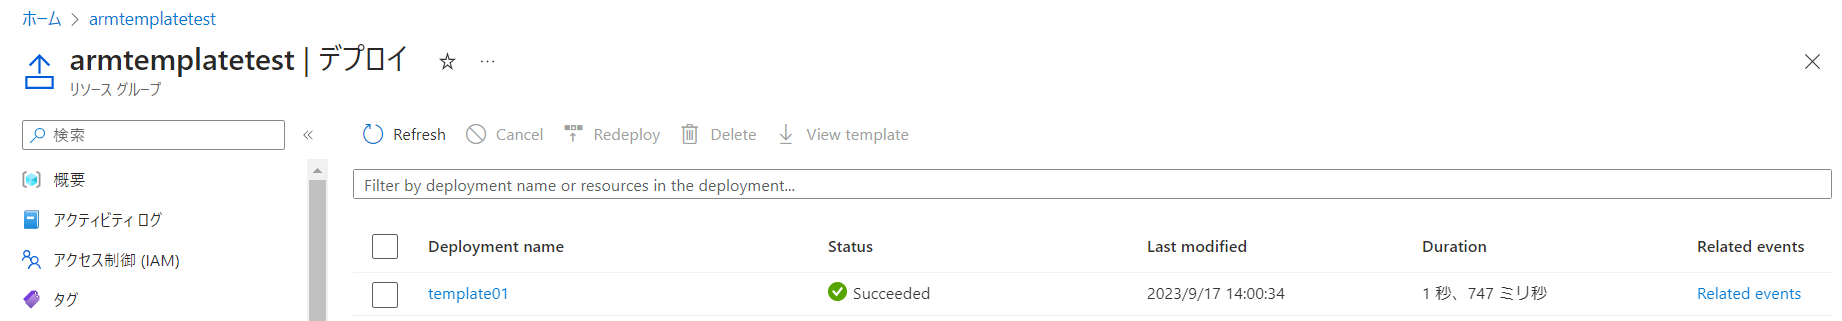 ホーム > armtemplatetest
armtemplatetest | デプロイ ☆ …
リソース グループ
検索 «
Refresh Cancel Redeploy Delete View template
概要
Filter by deployment name or resources in the deployment...
アクティビティ ログ
アクセス制御 (IAM)
タグ
Deployment name Status Last modified Duration Related events
template01 Succeeded 2023/9/17 14:00:34 1 秒、747 ミリ秒 Related events